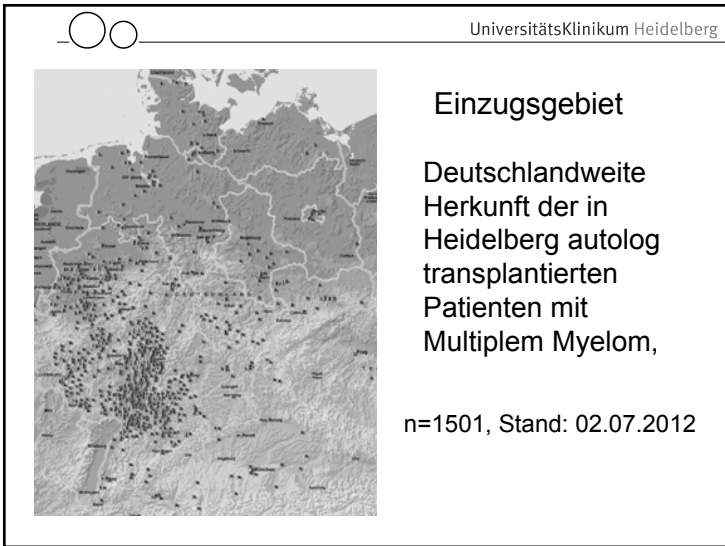 UniversitätsKlinikum Heidelberg
Einzugsgebiet
Deutschlandweite
Herkunft der in
Heidelberg autolog
transplantierten
Patienten mit
Multiplem Myelom,
n=1501, Stand: 02.07.2012